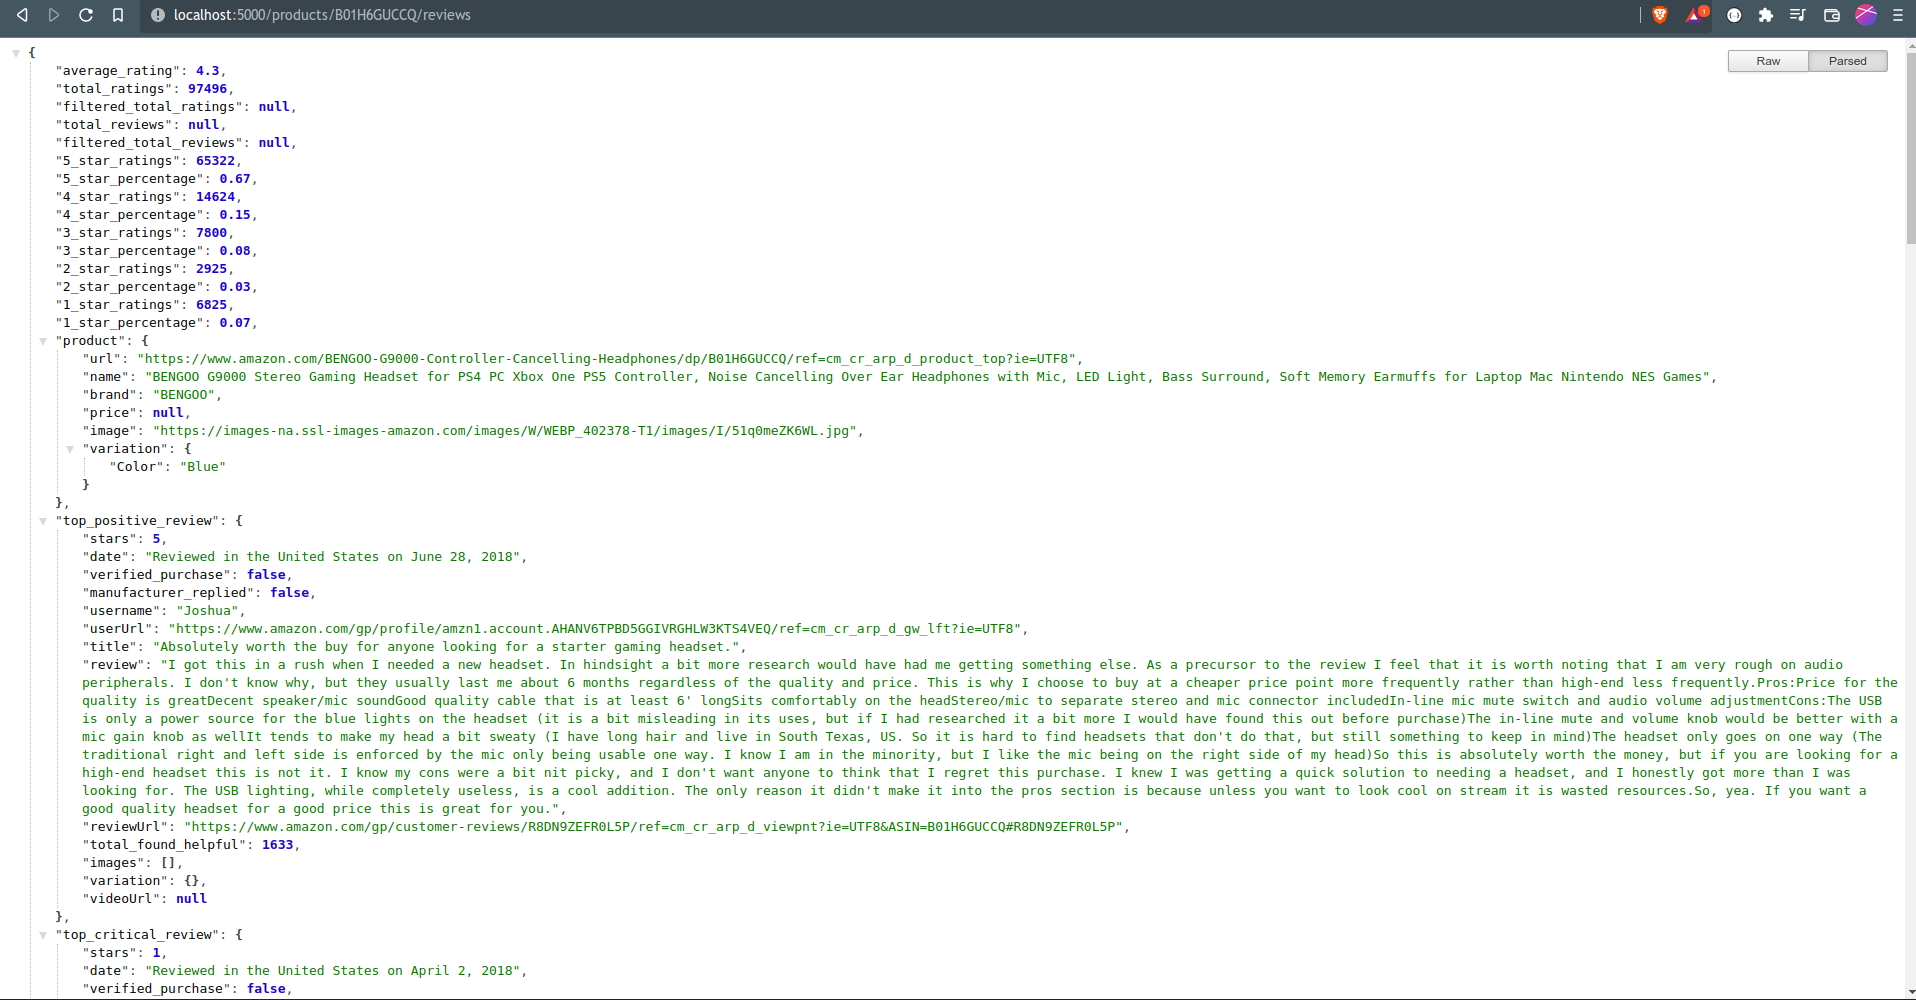 localhost:5000/products/B01H6GUCCQ/reviews
1
Raw
Parsed
{
"average_rating": 4.3,
"total_ratings": 97496,
"filtered_total_ratings": null,
"total_reviews": null,
"filtered_total_reviews": null,
"5_star_ratings": 65322,
"5_star_percentage": 0.67,
"4_star_ratings": 14624,
"4_star_percentage": 0.15,
"3_star_ratings": 7800,
"3_star_percentage": 0.08,
"2_star_ratings": 2925,
"2_star_percentage": 0.03,
"1_star_ratings": 6825,
"1_star_percentage": 0.07,
"product": {
"url": "https://www.amazon.com/BENGOO-G9000-Controller-Cancelling-Headphones/dp/B01H6GUCCQ/ref=cm_cr_arp_d_product_top?ie=UTF8",
"name": "BENGOO G9000 Stereo Gaming Headset for PS4 PC Xbox One PS5 Controller, Noise Cancelling Over Ear Headphones with Mic, LED Light, Bass Surround, Soft Memory Earmuffs for Laptop Mac Nintendo NES Games",
"brand": "BENGOO",
"price": null,
"image": "https://images-na.ssl-images-amazon.com/images/W/WEBP_402378-T1/images/I/51q0meZK6WL.jpg",
"variation": {
"Color": "Blue"
}
},
"top_positive_review": {
"stars": 5,
"date": "Reviewed in the United States on June 28, 2018",
"verified_purchase": false,
"manufacturer_replied": false,
"username": "Joshua",
"userUrl": "https://www.amazon.com/gp/profile/amzn1.account.AHANV6TPBD5GGIVRGHLW3KTS4VEQ/ref=cm_cr_arp_d_gw_lft?ie=UTF8",
"title": "Absolutely worth the buy for anyone looking for a starter gaming headset.",
"review": "I got this in a rush when I needed a new headset. In hindsight a bit more research would have had me getting something else. As a precursor to the review I feel that it is worth noting that I am very rough on audio
peripherals. I don't know why, but they usually last me about 6 months regardless of the quality and price. This is why I choose to buy at a cheaper price point more frequently rather than high-end less frequently.Pros:Price for the
quality is greatDecent speaker/mic soundGood quality cable that is at least 6' longSits comfortably on the headStereo/mic to separate stereo and mic connector includedIn-line mic mute switch and audio volume adjustmentCons:The USB
is only a power source for the blue lights on the headset (it is a bit misleading in its uses, but if I had researched it a bit more I would have found this out before purchase)The in-line mute and volume knob would be better with a
mic gain knob as wellIt tends to make my head a bit sweaty (I have long hair and live in South Texas, US. So it is hard to find headsets that don't do that, but still something to keep in mind)The headset only goes on one way (The
traditional right and left side is enforced by the mic only being usable one way. I know I am in the minority, but I like the mic being on the right side of my head)So this is absolutely worth the money, but if you are looking for a
high-end headset this is not it. I know my cons were a bit nit picky, and I don't want anyone to think that I regret this purchase. I knew I was getting a quick solution to needing a headset, and I honestly got more than I was
looking for. The USB lighting, while completely useless, is a cool addition. The only reason it didn't make it into the pros section is because unless you want to look cool on stream it is wasted resources.So, yea. If you want a
good quality headset for a good price this is great for you.",
"reviewUrl": "https://www.amazon.com/gp/customer-reviews/R8DN9ZEFR0L5P/ref=cm_cr_arp_d_viewpnt?ie=UTF8&ASIN=B01H6GUCCQ#R8DN9ZEFR0L5P",
"total_found_helpful": 1633,
"images": [],
"variation": {},
"videoUrl": null
},
"top_critical_review": {
"stars": 1,
"date": "Reviewed in the United States on April 2, 2018",
"verified_purchase": false,